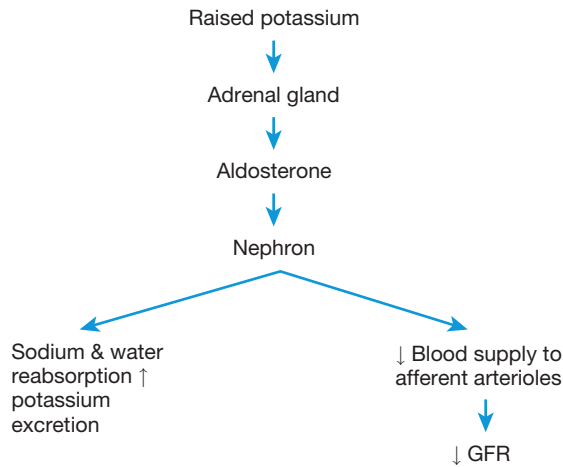 Raised potassium
Adrenal gland
Aldosterone
Nephron
Sodium & water
reabsorption ↑
potassium
excretion
↓ Blood supply to
afferent arterioles
↓ GFR